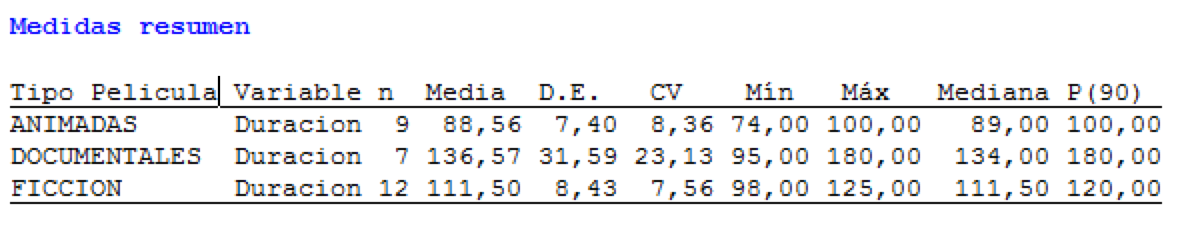 Medidas resumen
Tipo Pelicula Variable n Media D.E. CV Mín Máx Mediana P(90)
ANIMADAS Duracion 9 88,56 7,40 8,36 74,00 100,00 89,00 100,00
DOCUMENTALES Duracion 7 136,57 31,59 23,13 95,00 180,00 134,00 180,00
FICCION Duracion 12 111,50 8,43 7,56 98,00 125,00 111,50 120,00